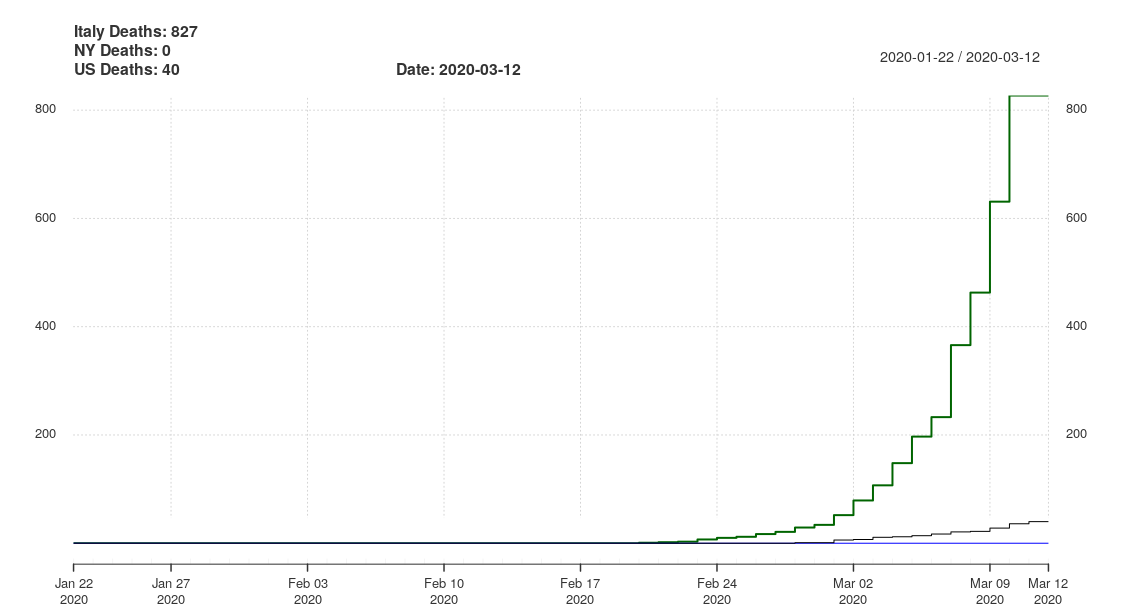 Italy Deaths: 827
NY Deaths: 0
US Deaths: 40
Date: 2020-03-12
2020-01-22 / 2020-03-12
800
800
600
600
400
400
200
200
Jan 22 Jan 27 Feb 03 Feb 10 Feb 17 Feb 24 Mar 02 Mar 09 Mar 12
2020 2020 2020 2020 2020 2020 2020 2020 2020